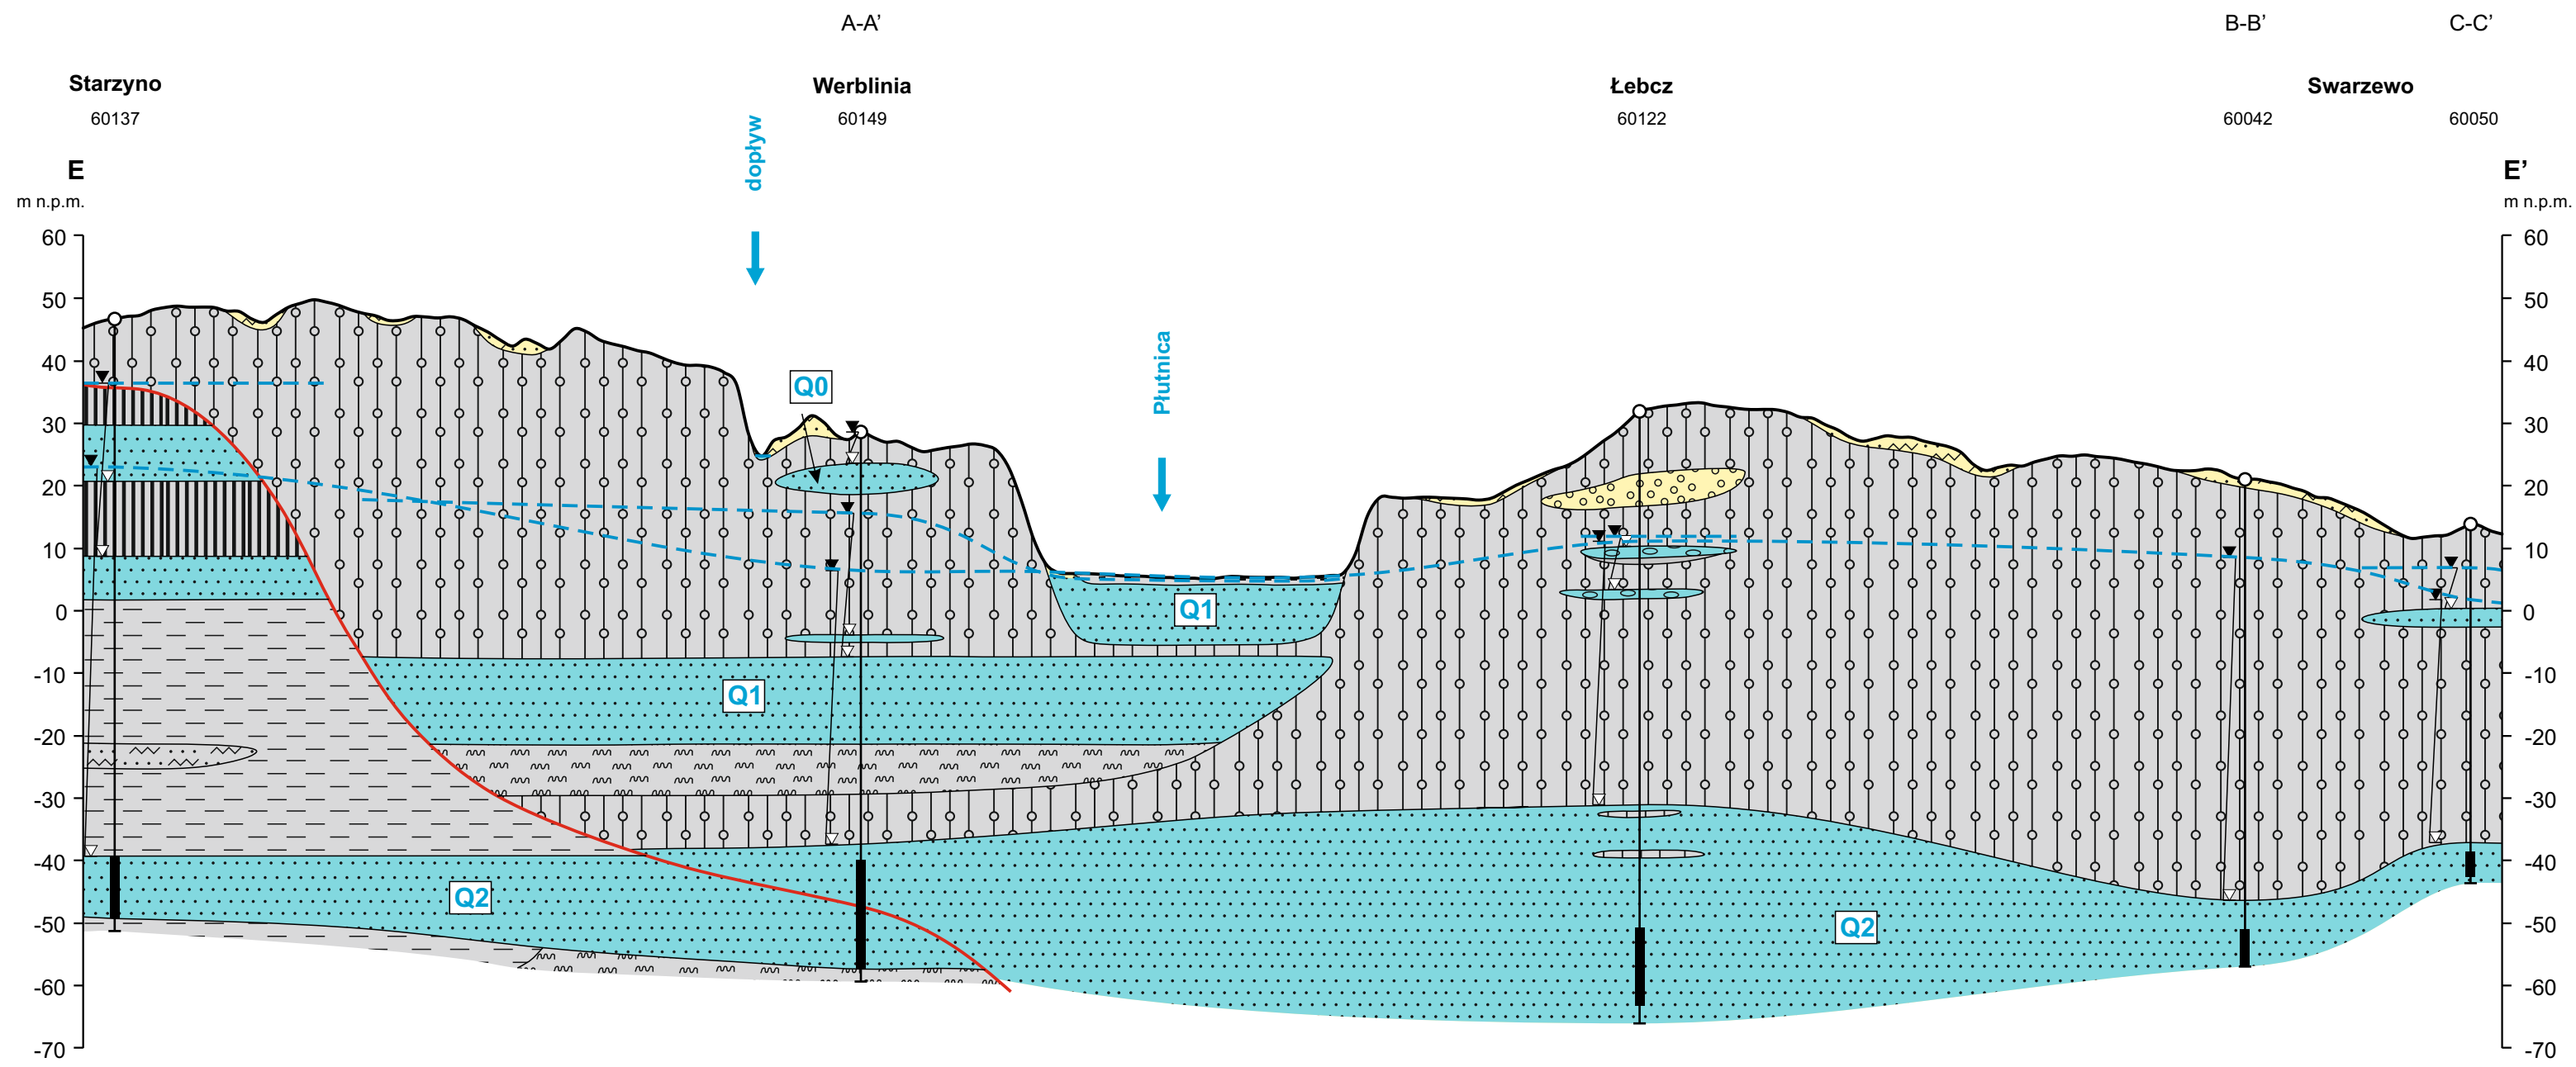 A-A’
B-B’
C-C’
Starzyno
Werblinia
Łebcz
Swarzewo
60137
60149
60122
60042
60050
dopływ
E
E’
m n.p.m.
m n.p.m.
60
60
50
50
Płutnica
40
40
Q0
30
30
20
20
10
10
0
0
Q1
-10
-10
Q1
-20
-20
-30
-30
-40
-40
Q2
Q2
-50
-50
-60
-60
-70
-70